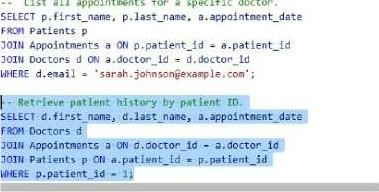 -- List all appointments for a specific doctor.
SELECT p.first_name, p.last_name, a.appointment_date
FROM Patients p
JOIN Appointments a ON p.patient_id = a.patient_id
JOIN Doctors d ON a.doctor_id = d.doctor_id
WHERE d.email = 'sarah.johnson@example.com';
-- Retrieve patient history by patient ID.
SELECT d.first_name, d.last_name, a.appointment_date
FROM Doctors d
JOIN Appointments a ON d.doctor_id = a.doctor_id
JOIN Patients p ON a.patient_id = p.patient_id
WHERE p.patient_id = 1;